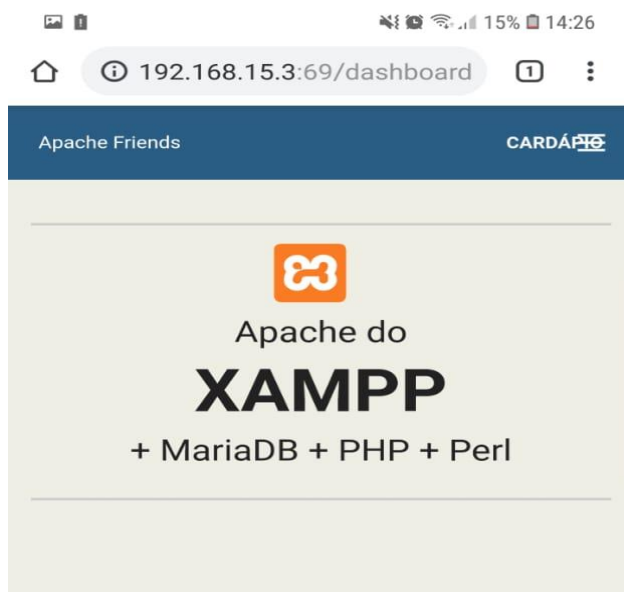 15% 14:26
192.168.15.3:69/dashboard 1
Apache Friends CARDÁPIO
Apache do
XAMPP
+ MariaDB + PHP + Perl